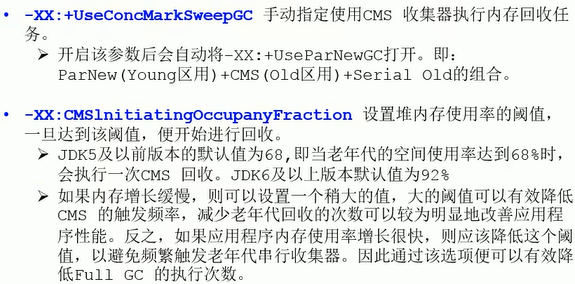 • -XX:+UseConcMarkSweepGC 手动指定使用CMS 收集器执行内存回收任
务。
➢ 开启该参数后会自动将-XX:+UseParNewGC打开。即：
ParNew(Young区用)+CMS(Old区用)+Serial Old的组合。
• -XX:CMSlnitiatingOccupanyFraction 设置堆内存使用率的阈值，
一旦达到该阈值，便开始进行回收。
➢ JDK5及以前版本的默认值为68,即当老年代的空间使用率达到68%时，
会执行一次CMS 回收。JDK6及以上版本默认值为92%
➢ 如果内存增长缓慢，则可以设置一个稍大的值，大的阈值可以有效降低
CMS 的触发频率，减少老年代回收的次数可以较为明显地改善应用程
序性能。反之，如果应用程序内存使用率增长很快，则应该降低这个阈
值，以避免频繁触发老年代串行收集器。因此通过该选项便可以有效降
低Full GC 的执行次数。